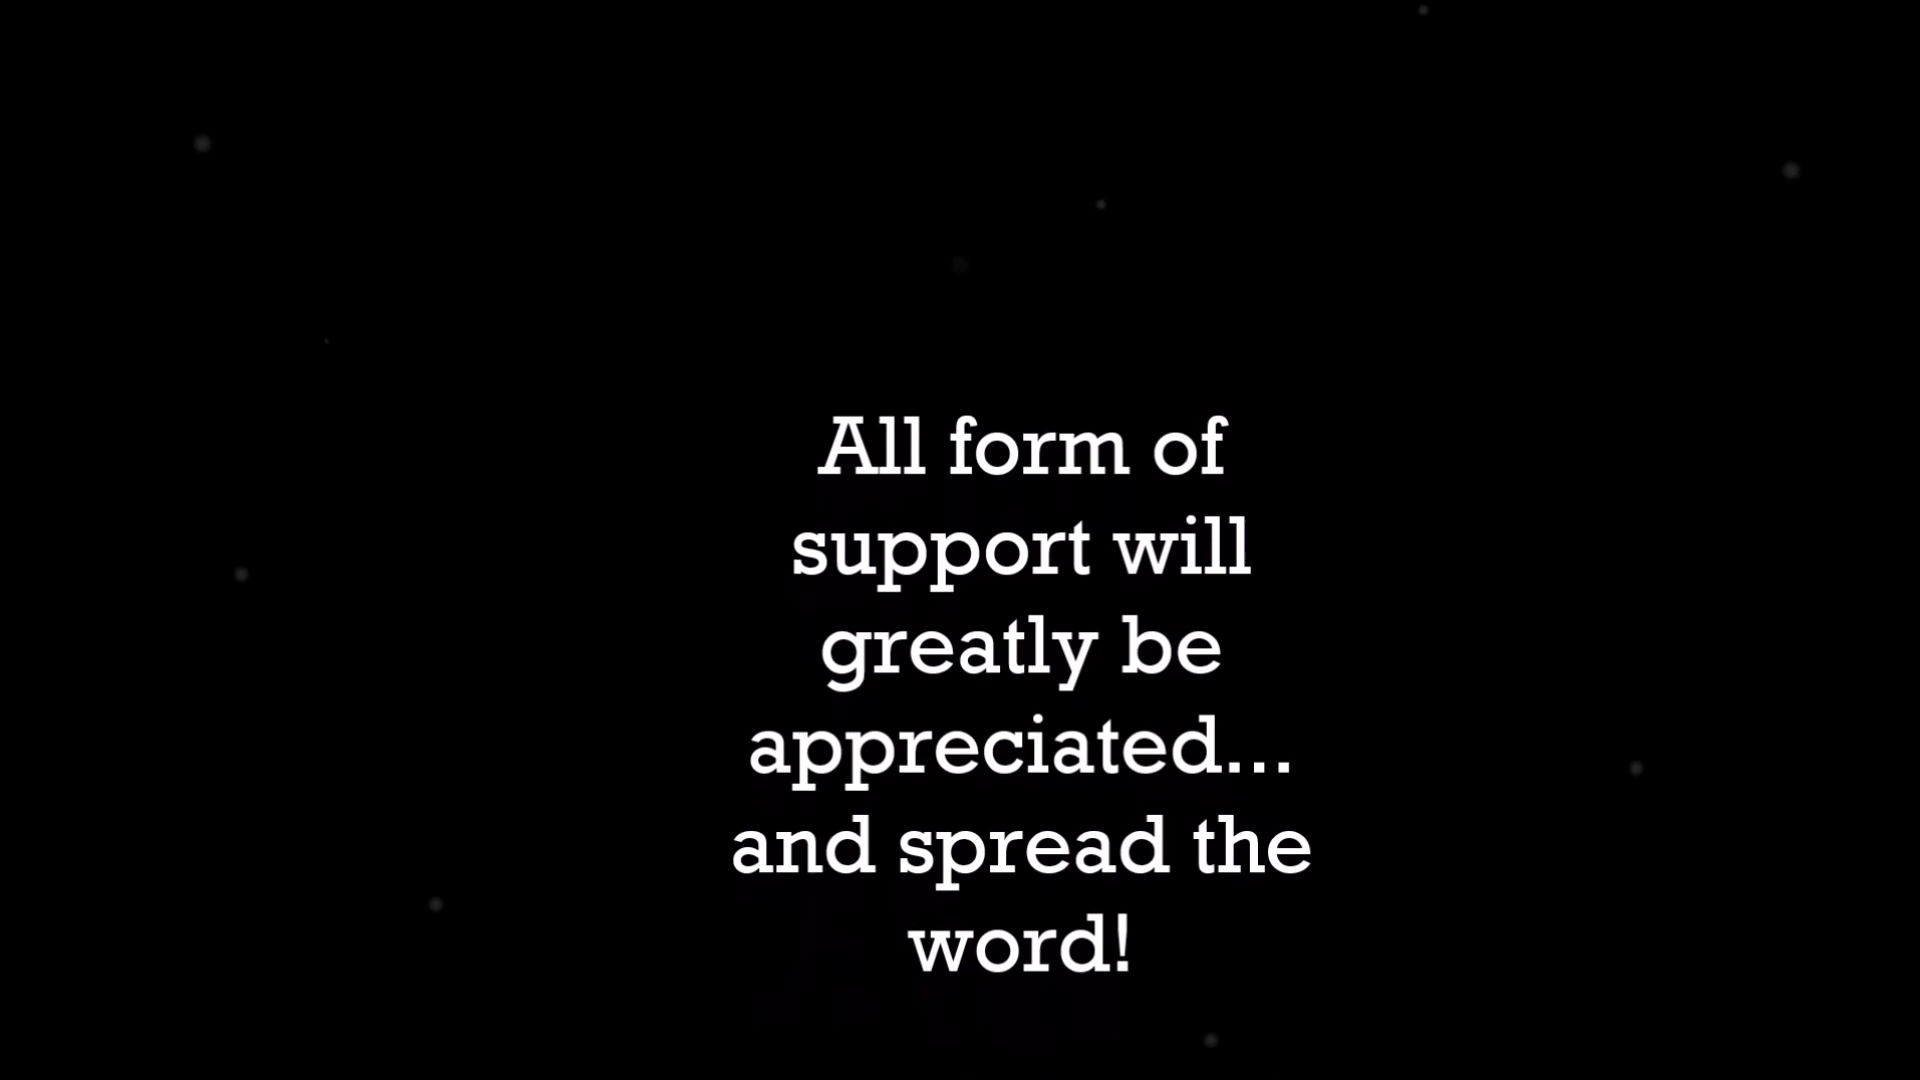 All form of
support will
greatly be
appreciated...
and spread the
word!